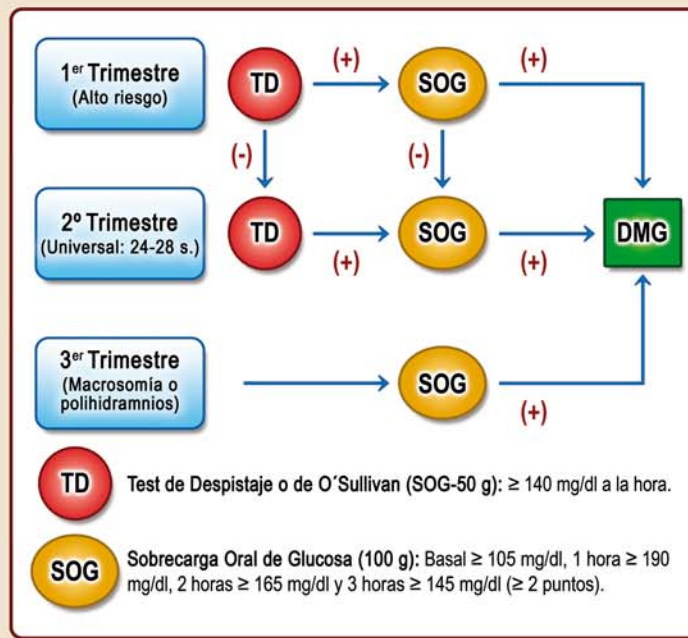 1er Trimestre
(Alto riesgo)
TD
(+)
SOG
(+)
(-)
(-)
2º Trimestre
(Universal: 24-28 s.)
TD
(+)
SOG
(+)
DMG
3er Trimestre
(Macrosomía o
polihidramnios)
SOG
(+)
TD
Test de Despistaje o de O´Sullivan (SOG-50 g): ≥ 140 mg/dl a la hora.
SOG
Sobrecarga Oral de Glucosa (100 g): Basal ≥ 105 mg/dl, 1 hora ≥ 190
mg/dl, 2 horas ≥ 165 mg/dl y 3 horas ≥ 145 mg/dl (≥ 2 puntos).